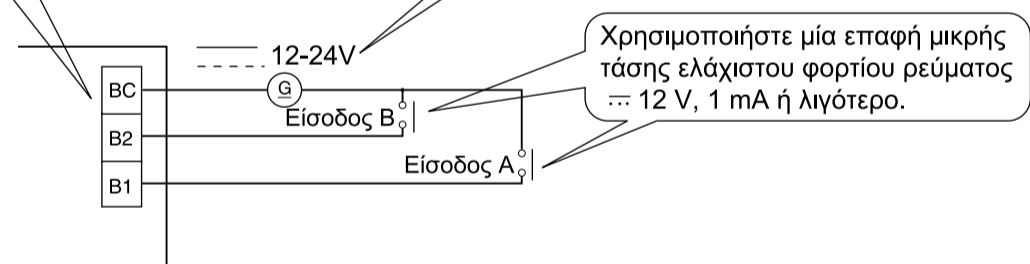 12-24V
BC
G
Χρησιμοποιήστε μία επαφή μικρής
τάσης ελάχιστου φορτίου ρεύματος
⎓ 12 V, 1 mA ή λιγότερο.
Είσοδος B
B2
Είσοδος A
B1